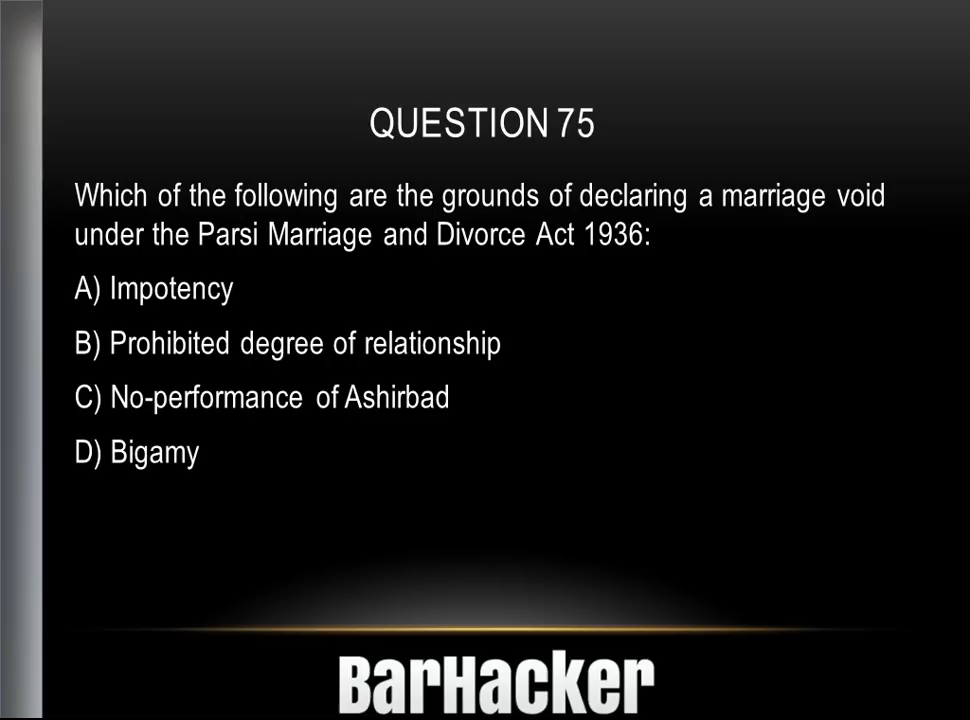 QUESTION 75
Which of the following are the grounds of declaring a marriage void
under the Parsi Marriage and Divorce Act 1936:
A) Impotency
B) Prohibited degree of relationship
C) No-performance of Ashirbad
D) Bigamy
BarHacker